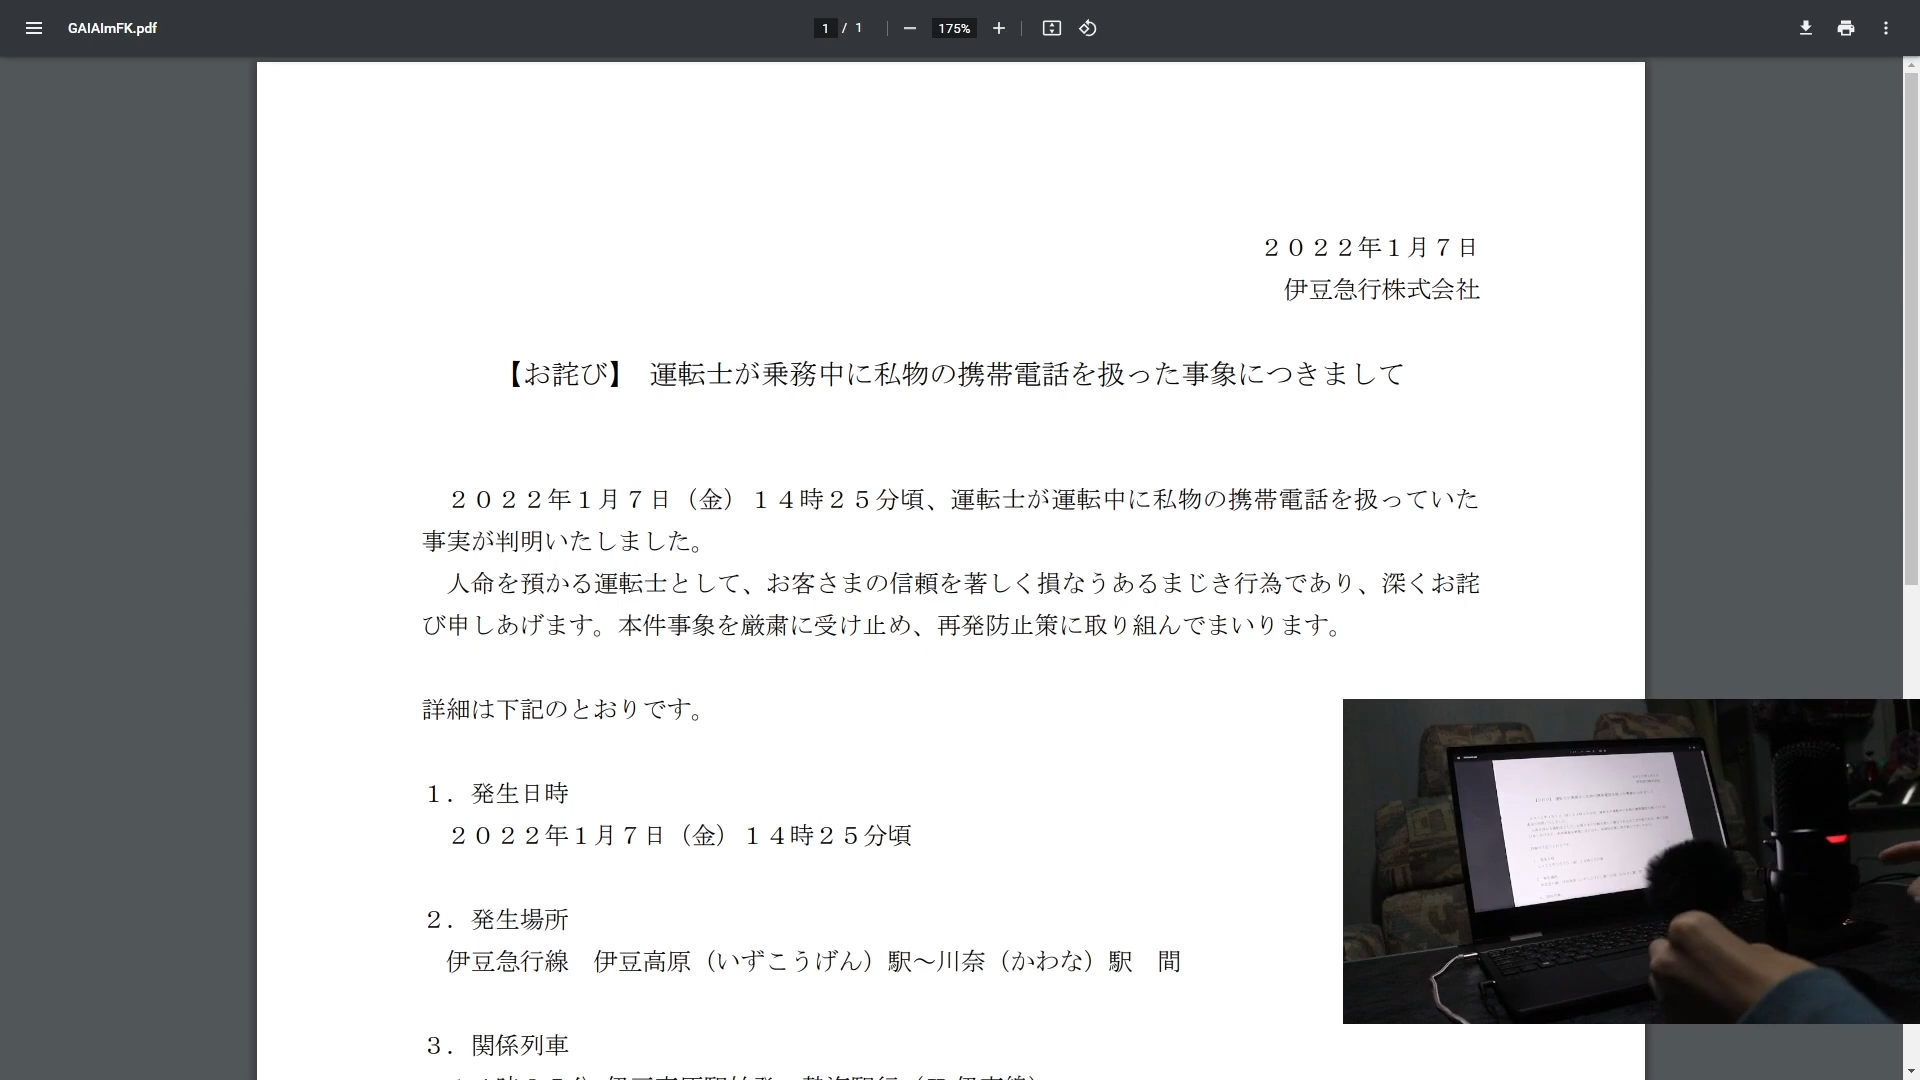 GAIAlmFK.pdf
1 / 1
175%
２０２２年１月７日
伊豆急行株式会社
【お詫び】 運転士が乗務中に私物の携帯電話を扱った事象につきまして
２０２２年１月７日（金）１４時２５分頃、運転士が運転中に私物の携帯電話を扱っていた
事実が判明いたしました。
人命を預かる運転士として、お客さまの信頼を著しく損なうあるまじき行為であり、深くお詫
び申しあげます。本件事象を厳粛に受け止め、再発防止策に取り組んでまいります。
詳細は下記のとおりです。
１．発生日時
２０２２年１月７日（金）１４時２５分頃
２．発生場所
伊豆急行線　伊豆高原（いずこうげん）駅～川奈（かわな）駅　間
３．関係列車